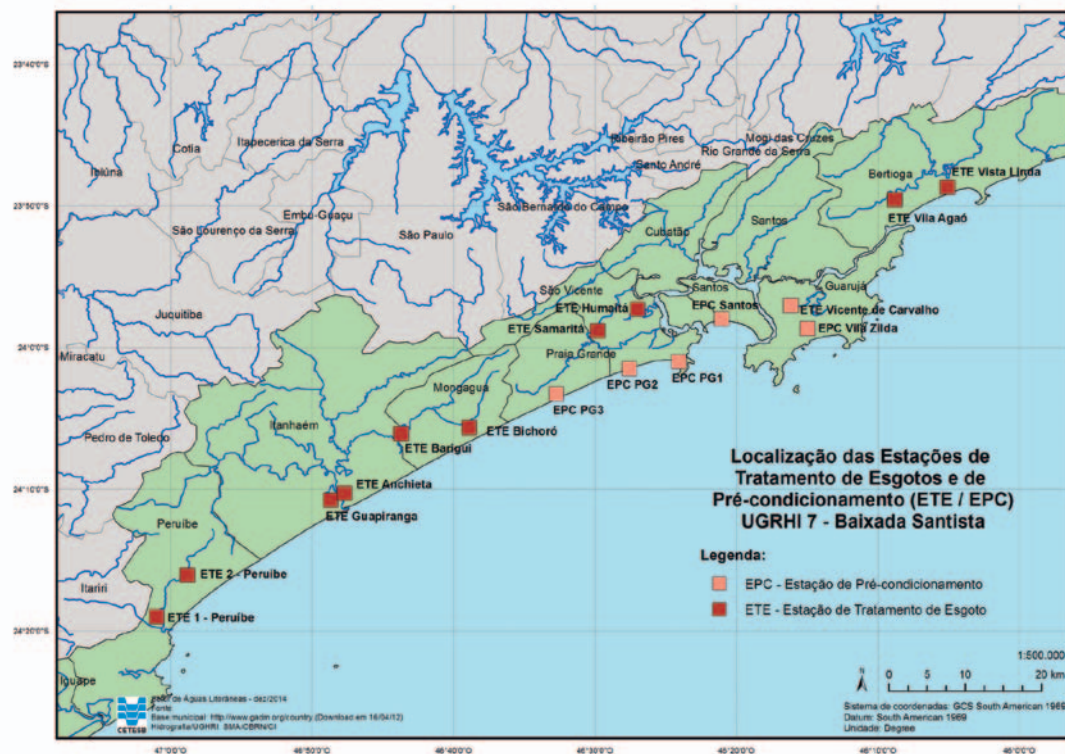 23°40'0"S
23°50'0"S
24°0'0"S
24°10'0"S
24°20'0"S
Cotia
Itapecerica da Serra
Embu-Guaçu
São Lourenço da Serra
São Paulo
Juquitiba
Miracatu
Pedro de Toledo
Itariri
Iguape
Ribeirão Pires
Mogi das Cruzes
Santo André
Rio Grande da Serra
São Bernardo do Campo
Cubatão
Santos
Bertioga
ETE Vista Linda
ETE Vila Agaó
Guarujá
ETE Vicente de Carvalho
EPC Vila Zilda
Santos
EPC Santos
São Vicente
ETE Humaitá
ETE Samaritá
Praia Grande
EPC PG1
EPC PG2
EPC PG3
Mongagua
ETE Bichoró
ETE Barigui
Itanhaém
ETE Anchieta
ETE Guapiranga
Peruíbe
ETE 2 - Peruíbe
ETE 1 - Peruíbe
Localização das Estações de
Tratamento de Esgotos e de
Pré-condicionamento (ETE / EPC)
UGRHI 7 - Baixada Santista
Legenda:
EPC - Estação de Pré-condicionamento
ETE - Estação de Tratamento de Esgoto
1:500.000
N
0 5 10 20 km
Sistema de coordenadas: GCS South American 1969
Datum: South American 1969
Unidade: Degree
CETESB
de Águas Litorâneas - dez/2014
Fonte
Base municipal: http://www.gadm.org/country (Download em 16/04/12)
Hidrografia/UGRHI: SMA/CBRN/CI
47°0'0"W
46°50'0"W
46°40'0"W
46°30'0"W
46°20'0"W
46°10'0"W
46°0'0"W